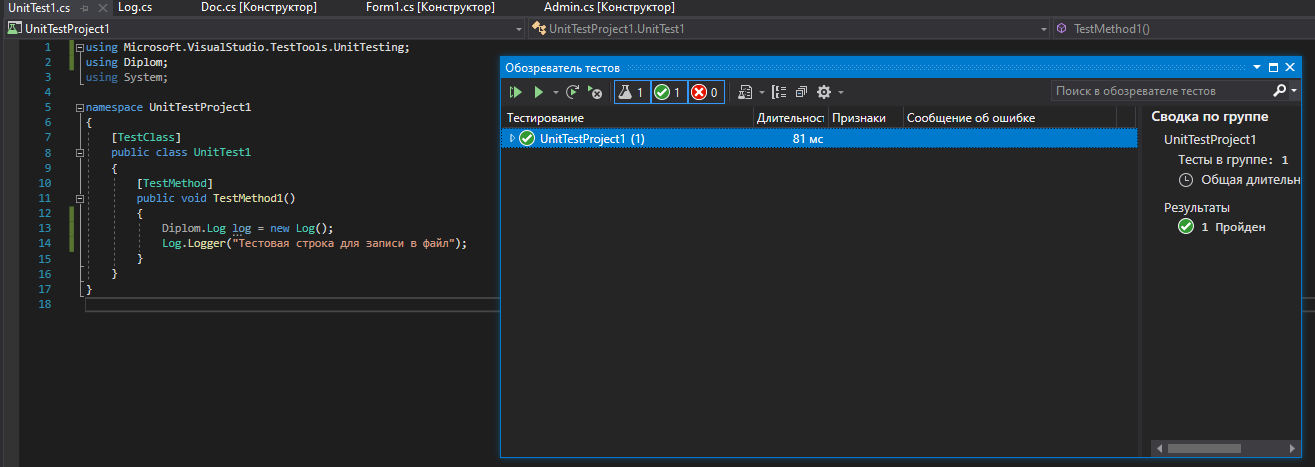 UnitTest1.cs
Log.cs
Doc.cs [Конструктор]
Form1.cs [Конструктор]
Admin.cs [Конструктор]
UnitTestProject1
UnitTestProject1.UnitTest1
TestMethod1()
1 using Microsoft.VisualStudio.TestTools.UnitTesting;
2 using Diplom;
3 using System;
4
5 namespace UnitTestProject1
6 {
7 [TestClass]
8 public class UnitTest1
9 {
10 [TestMethod]
11 public void TestMethod1()
12 {
13 Diplom.Log log = new Log();
14 Log.Logger("Тестовая строка для записи в файл");
15 }
16 }
17 }
18
Обозреватель тестов
1 1 0
Поиск в обозревателе тестов
Тестирование Длительност Признаки Сообщение об ошибке
UnitTestProject1 (1) 81 мс
Сводка по группе
UnitTestProject1
Тесты в группе: 1
Общая длительн
Результаты
1 Пройден